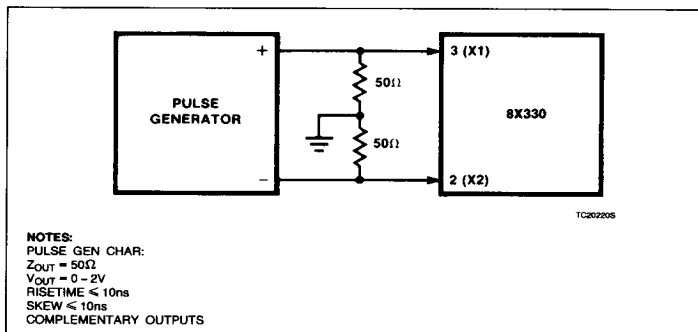 +
3 (X1)
50Ω
PULSE
GENERATOR
8X330
50Ω
−
2 (X2)
TC20220S
NOTES:
PULSE GEN CHAR:
ZOUT = 50Ω
VOUT = 0 – 2V
RISETIME ⩽ 10ns
SKEW ⩽ 10ns
COMPLEMENTARY OUTPUTS